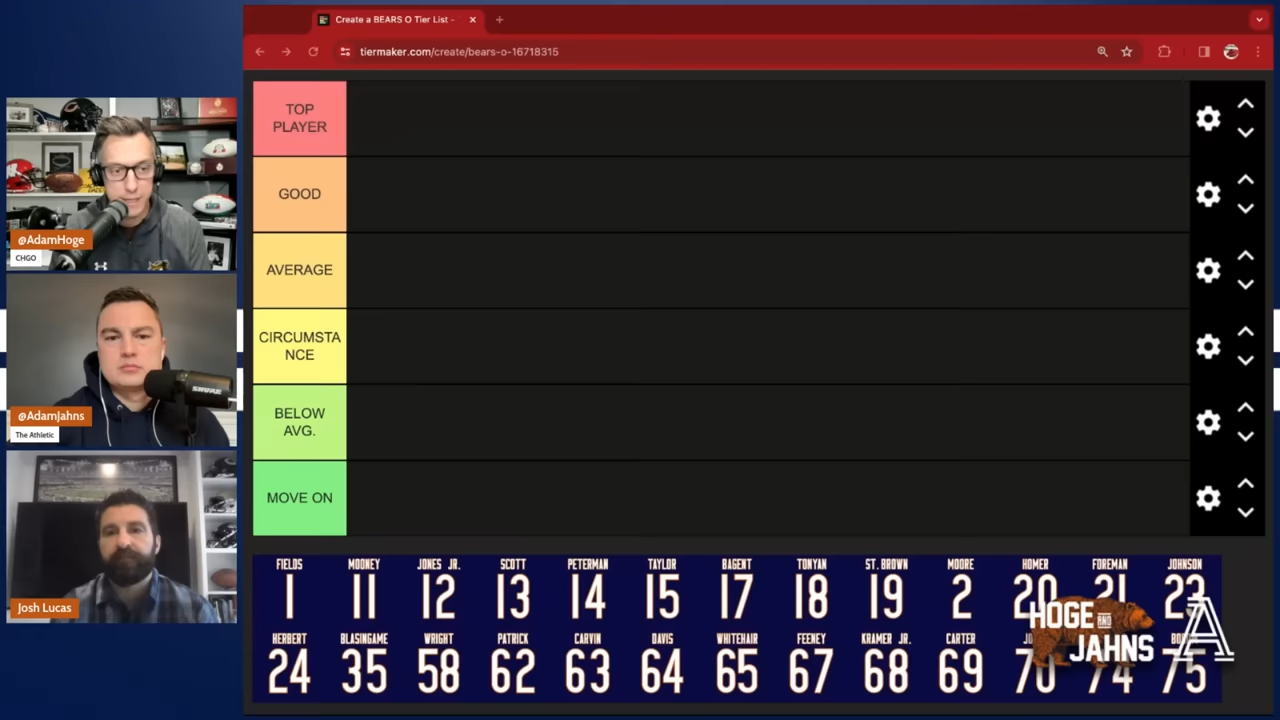 Create a BEARS O Tier List -
tiermaker.com/create/bears-o-16718315
TOP
PLAYER
GOOD
AVERAGE
CIRCUMSTA
NCE
BELOW
AVG.
MOVE ON
@AdamHoge
CHGO
@AdamJahns
The Athletic
SHURE
Josh Lucas
FIELDS MOONEY JONES JR. SCOTT PETERMAN TAYLOR BAGENT TONYAN ST. BROWN MOORE HOMER FOREMAN JOHNSON
1 11 12 13 14 15 17 18 19 2 20 21 23
HERBERT BLASINGAME WRIGHT PATRICK CARVIN DAVIS WHITEHAIR FEENEY KRAMER JR. CARTER
24 35 58 62 63 64 65 67 68 69 70 74 75
HOGE AND
JAHNS
A